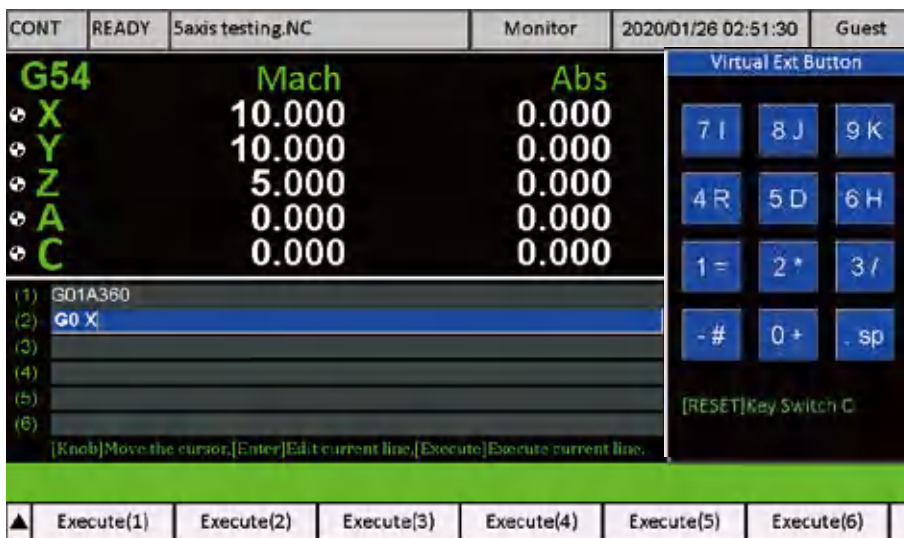 CONT READY 5axis testing.NC Monitor 2020/01/26 02:51:30 Guest
G54 Mach Abs
X 10.000 0.000
Y 10.000 0.000
Z 5.000 0.000
A 0.000 0.000
C 0.000 0.000
(1) G01A360
(2) G0 X
(3)
(4)
(5)
(6)
[Knob]Move the cursor,[Enter]Edit current line,[Execute]Execute current line.
Virtual Ext Button
7 I 8 J 9 K
4 R 5 D 6 H
1 = 2 * 3 /
- # 0 + . sp
[RESET]Key Switch C
▲ Execute(1) Execute(2) Execute(3) Execute(4) Execute(5) Execute(6)